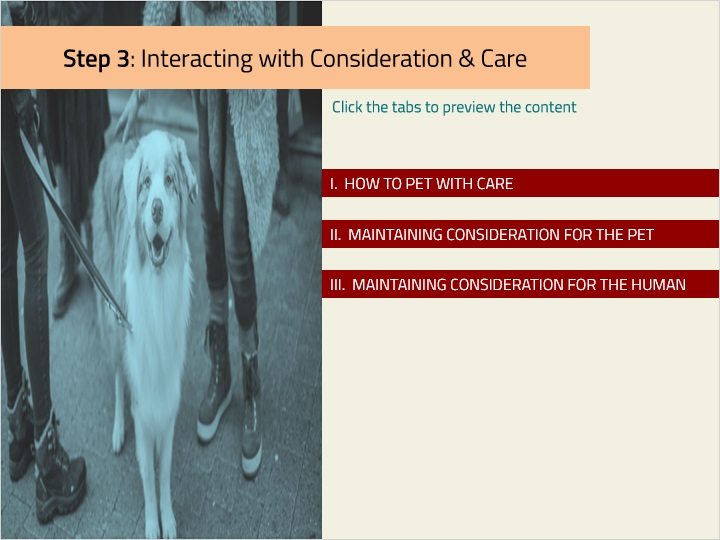 Step 3: Interacting with Consideration & Care
Click the tabs to preview the content
I. HOW TO PET WITH CARE
II. MAINTAINING CONSIDERATION FOR THE PET
III. MAINTAINING CONSIDERATION FOR THE HUMAN